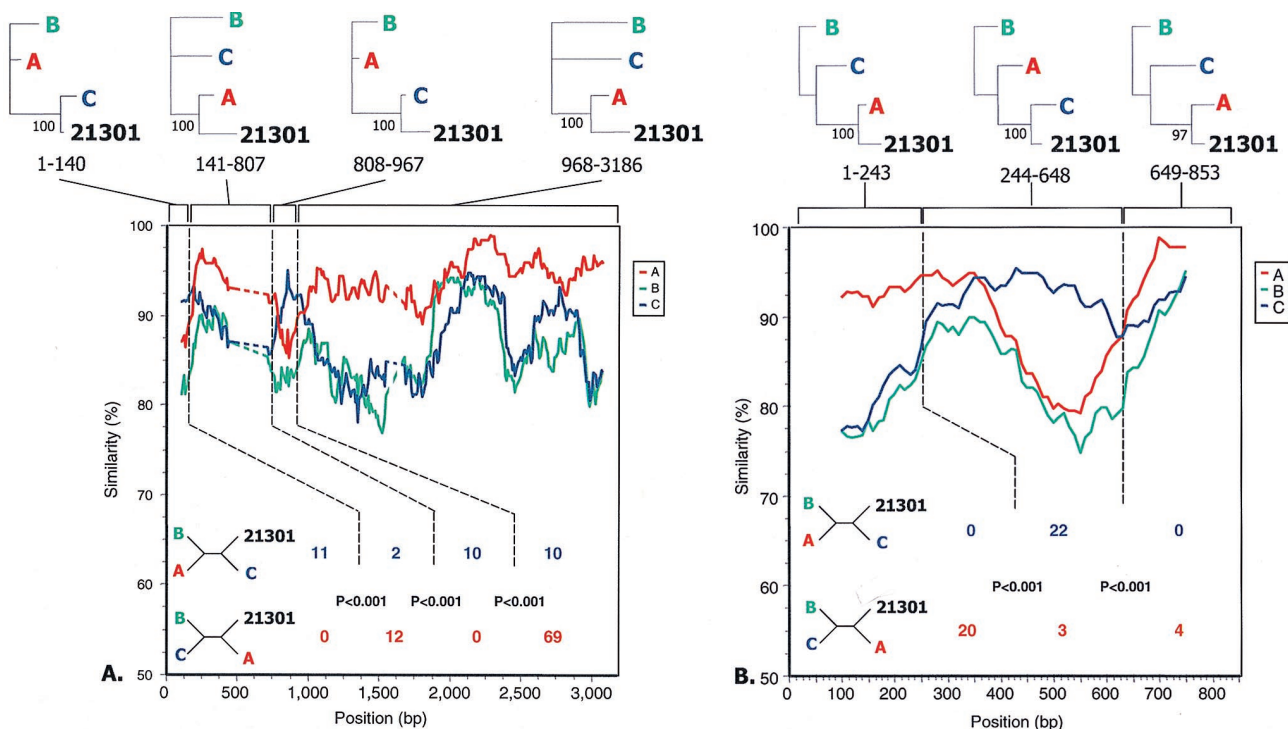 B
A
C
100
21301
1-140
B
C
A
100
21301
141-807
B
A
C
100
21301
808-967
B
C
A
100
21301
968-3186
100
90
80
70
60
50
Similarity (%)
0
500
1,000
1,500
2,000
2,500
3,000
Position (bp)
A
B
C
B
21301
A
C
11
2
10
10
P<0.001
P<0.001
P<0.001
B
21301
C
A
0
12
0
69
A.
B
C
A
100
21301
1-243
B
A
C
100
21301
244-648
B
C
A
97
21301
649-853
100
90
80
70
60
50
Similarity (%)
0
100
200
300
400
500
600
700
800
Position (bp)
A
B
C
B
21301
A
C
0
22
0
P<0.001
P<0.001
B
21301
C
A
20
3
4
B.